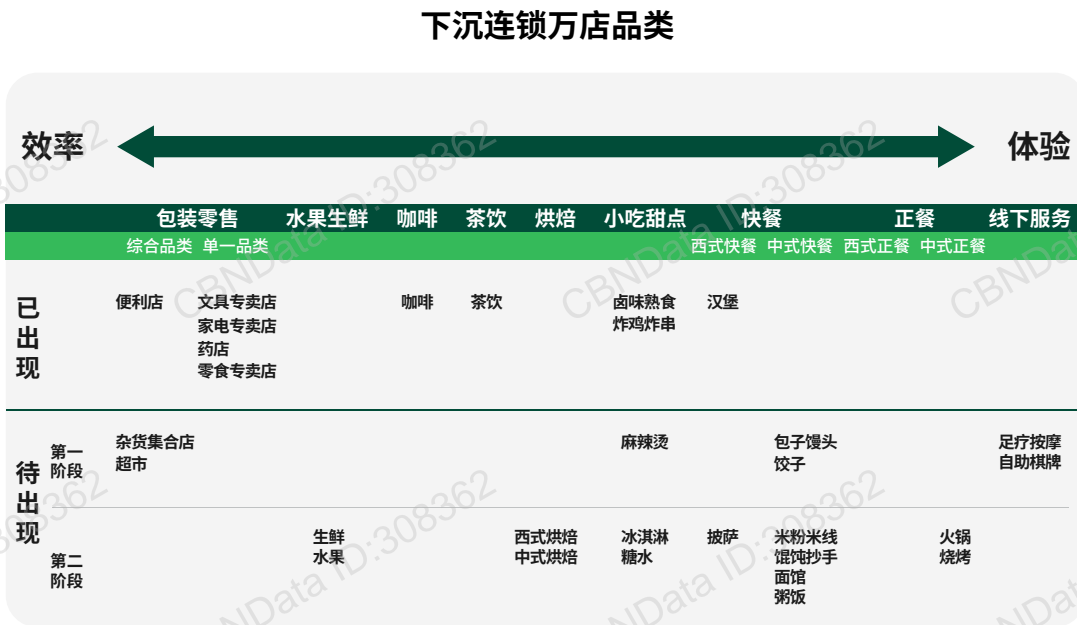 下沉连锁万店品类
效率 体验
包装零售 水果生鲜 咖啡 茶饮 烘焙 小吃甜点 快餐 正餐 线下服务
综合品类 单一品类 西式快餐 中式快餐 西式正餐 中式正餐
已出现
便利店 文具专卖店 咖啡 茶饮 卤味熟食 汉堡
家电专卖店 炸鸡炸串
药店
零食专卖店
待出现
第一阶段
杂货集合店 麻辣烫 包子馒头 足疗按摩
超市 饺子 自助棋牌
第二阶段
生鲜 西式烘焙 冰淇淋 披萨 米粉米线 火锅
水果 中式烘焙 糖水 馄饨抄手 烧烤
面馆
粥饭
CBNData ID:308362